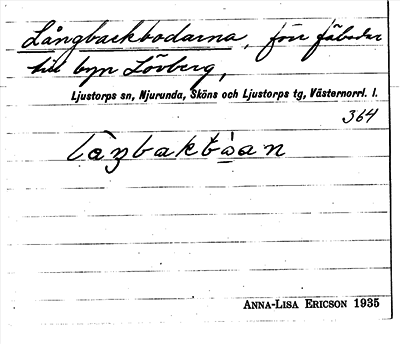 Långbackbodarna, förr fäbodar
till byn Lövberg,
Ljustorps sn, Njurunda, Sköns och Ljustorps tg, Västernorrl. l.
364
làŋbakbòan
ANNA-LISA ERICSON 1935